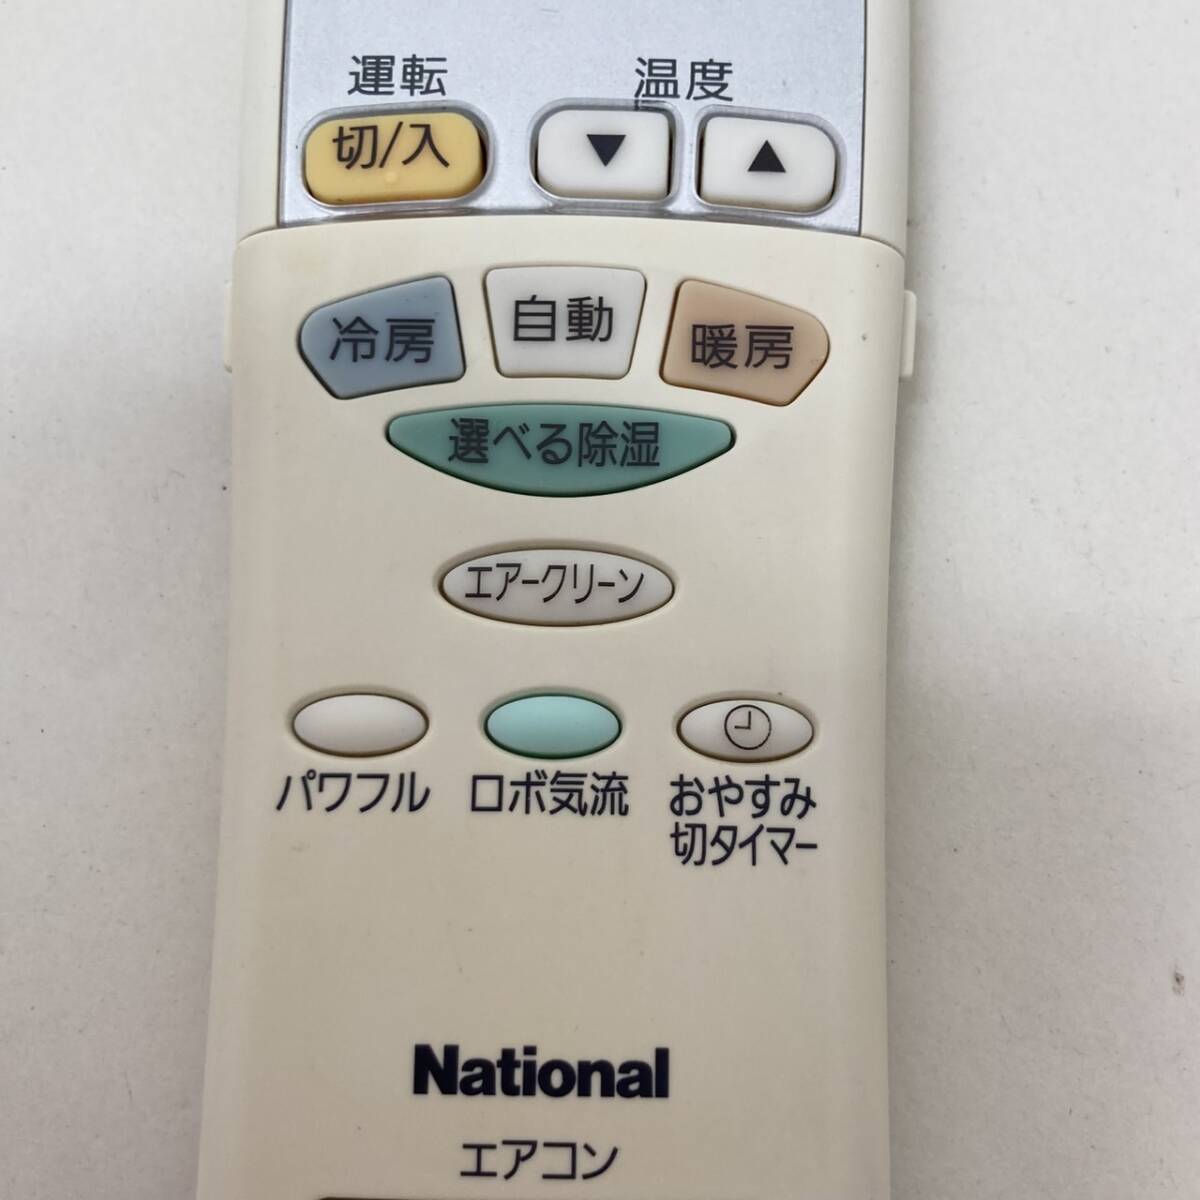 運転
温度
切/入
▼
▲
冷房
自動
暖房
選べる除湿
エアークリーン
パワフル
ロボ気流
おやすみ
切タイマー
National
エアコン